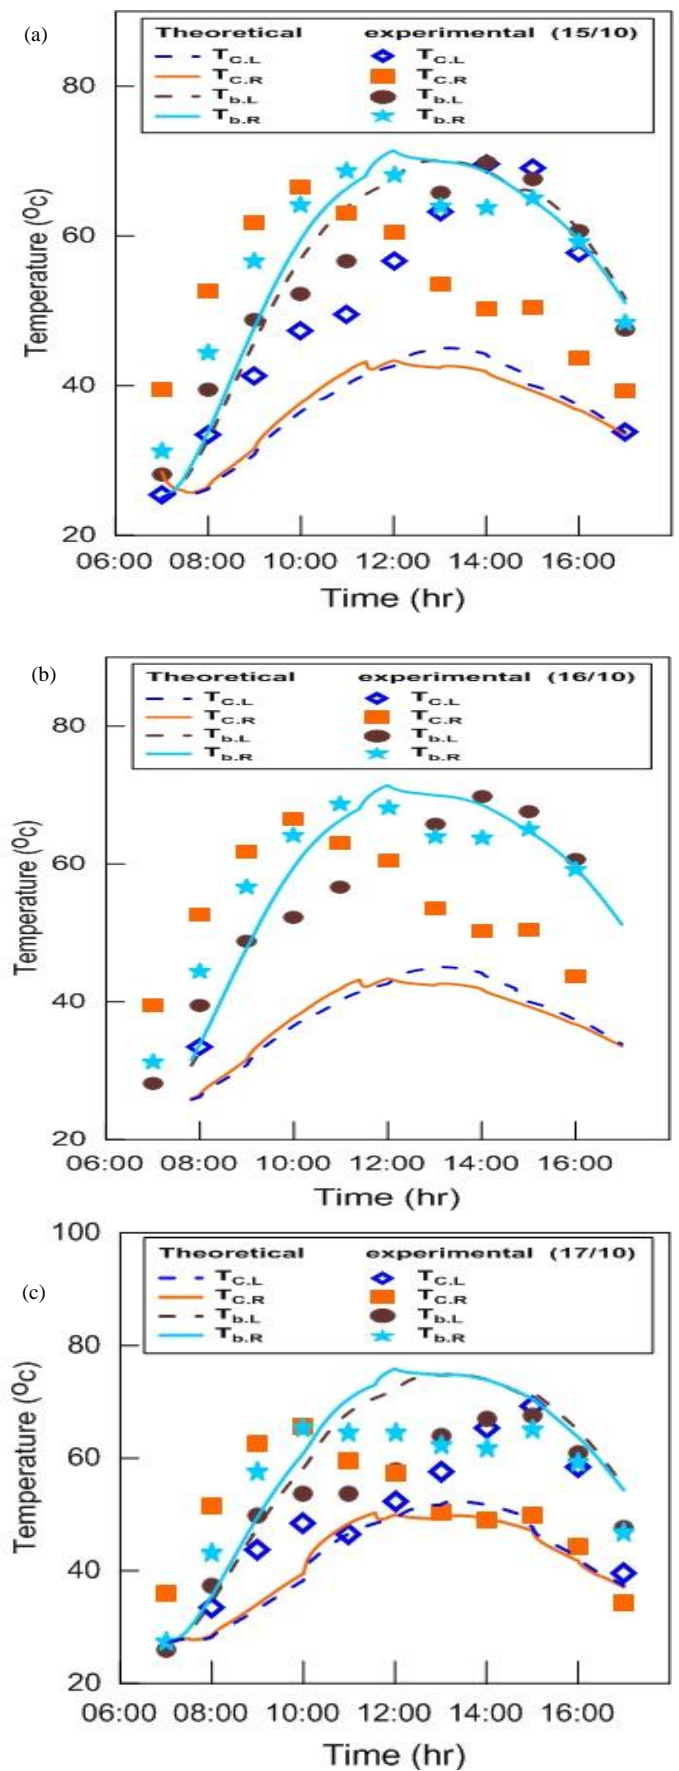 (a)
Theoretical experimental (15/10)
T_C.L T_C.L
T_C.R T_C.R
T_b.L T_b.L
T_b.R T_b.R
80
60
40
20
Temperature (⁰c)
06:00 08:00 10:00 12:00 14:00 16:00
Time (hr)
(b)
Theoretical experimental (16/10)
T_C.L T_C.L
T_C.R T_C.R
T_b.L T_b.L
T_b.R T_b.R
80
60
40
20
Temperature (⁰c)
06:00 08:00 10:00 12:00 14:00 16:00
Time (hr)
100
Theoretical experimental (17/10)
(c)
T_C.L T_C.L
T_C.R T_C.R
T_b.L T_b.L
T_b.R T_b.R
80
60
40
20
Temperature (⁰c)
06:00 08:00 10:00 12:00 14:00 16:00
Time (hr)